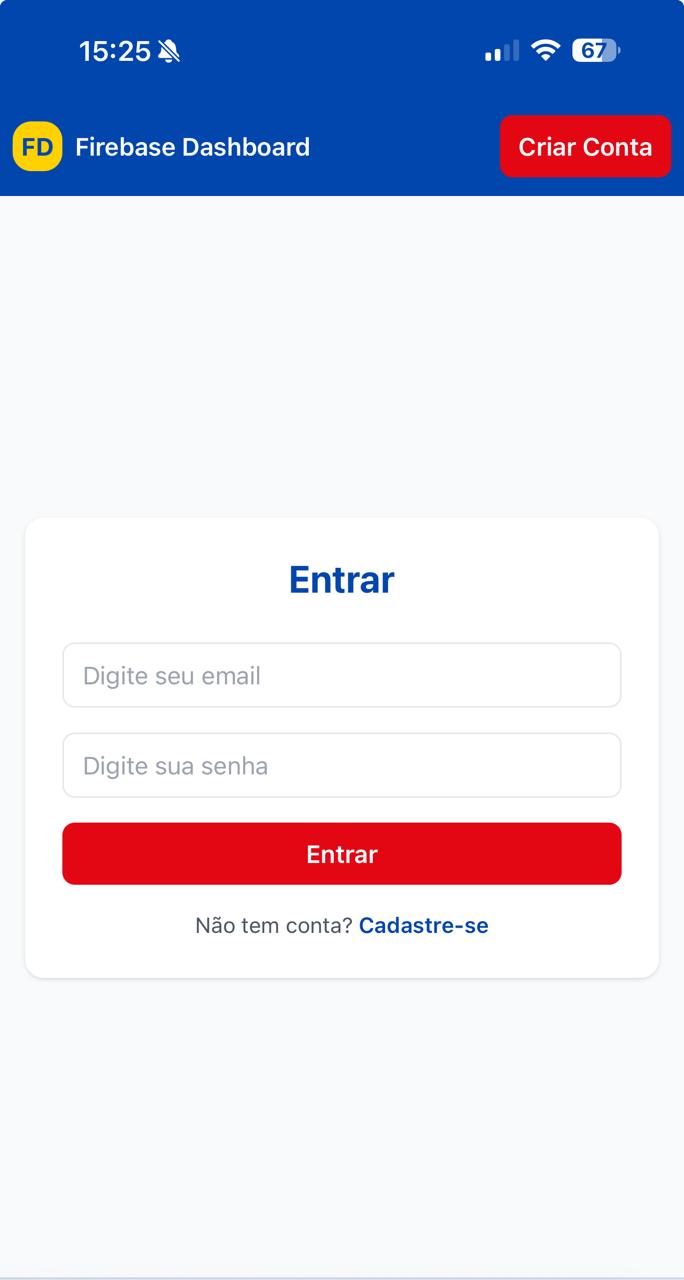 15:25
67
FD Firebase Dashboard
Criar Conta
Entrar
Digite seu email
Digite sua senha
Entrar
Não tem conta? Cadastre-se